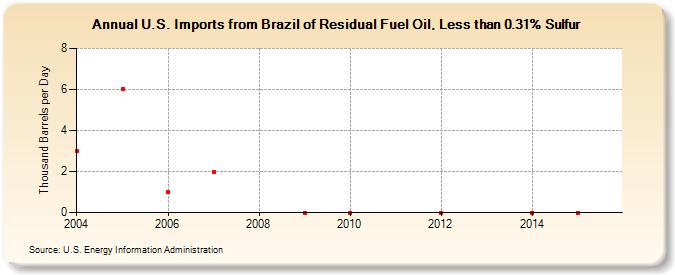 Annual U.S. Imports from Brazil of Residual Fuel Oil, Less than 0.31% Sulfur
Thousand Barrels per Day
8
6
4
2
0
2004 2006 2008 2010 2012 2014
Source: U.S. Energy Information Administration